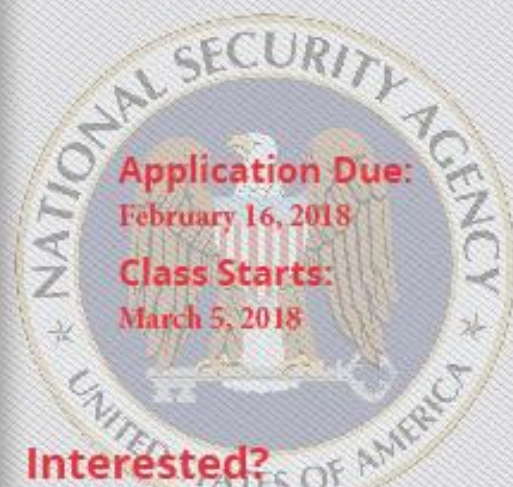 NATIONAL SECURITY AGENCY
Application Due:
February 16, 2018
Class Starts:
March 5, 2018
UNITED STATES OF AMERICA
Interested?